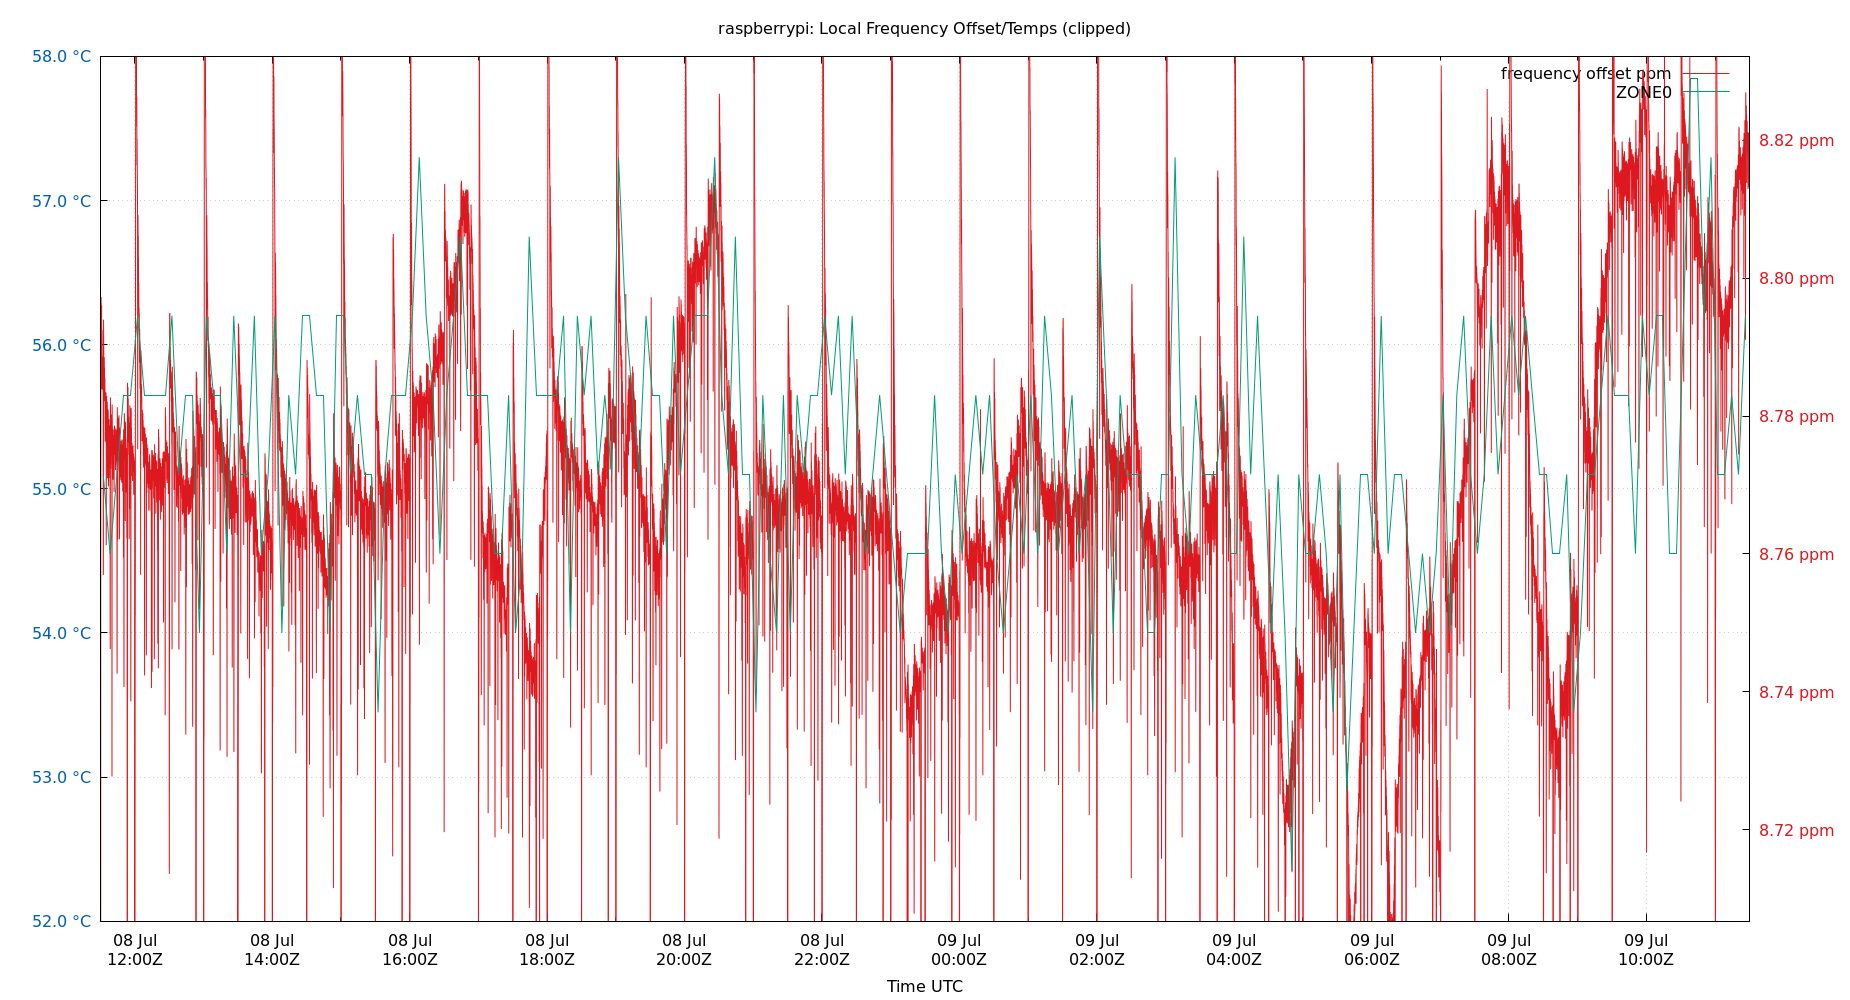 raspberrypi: Local Frequency Offset/Temps (clipped)
58.0 °C
57.0 °C
56.0 °C
55.0 °C
54.0 °C
53.0 °C
52.0 °C
frequency offset ppm
ZONE0
8.82 ppm
8.80 ppm
8.78 ppm
8.76 ppm
8.74 ppm
8.72 ppm
08 Jul 08 Jul 08 Jul 08 Jul 08 Jul 08 Jul 09 Jul 09 Jul 09 Jul 09 Jul 09 Jul 09 Jul
12:00Z 14:00Z 16:00Z 18:00Z 20:00Z 22:00Z 00:00Z 02:00Z 04:00Z 06:00Z 08:00Z 10:00Z
Time UTC